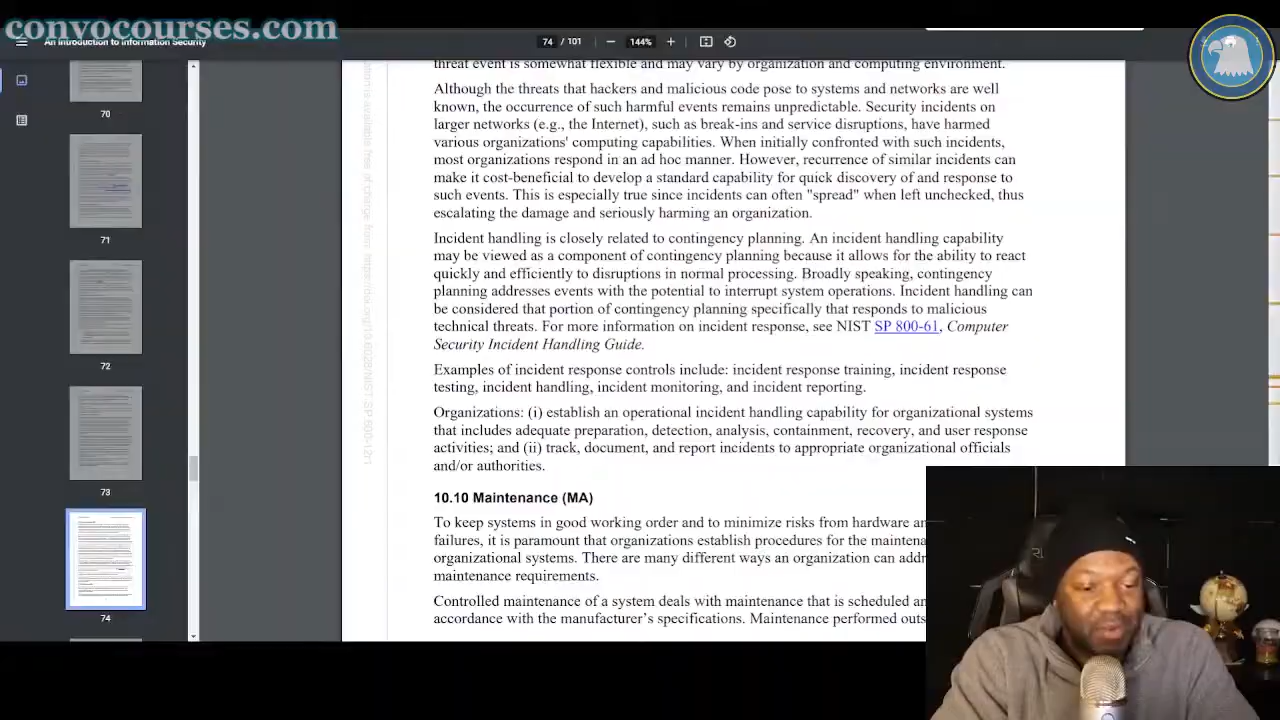 convocourses.com
An Introduction to Information Security
74 / 101
144%
threat event is somewhat flexible and may vary by organization and computing environment.
70
Although the threats that hackers and malicious code pose to systems and networks are well
known, the occurrence of such harmful events remains unpredictable. Security incidents on
larger networks (e.g., the Internet), such as break-ins and service disruptions, have harmed
various organizations' computing capabilities. When initially confronted with such incidents,
most organizations respond in an ad hoc manner. However, recurrence of similar incidents can
make it cost-beneficial to develop a standard capability for quick discovery of and response to
such events. This is especially true since incidents can often "spread" when left unchecked, thus
escalating the damage and seriously harming an organization.
71
Incident handling is closely related to contingency planning. An incident handling capability
may be viewed as a component of contingency planning because it allows for the ability to react
quickly and efficiently to disruptions in normal processing. Broadly speaking, contingency
planning addresses events with the potential to interrupt system operations. Incident handling can
be considered that portion of contingency planning specifically that responds to malicious
technical threats. For more information on incident response, see NIST SP 800-61, Computer
Security Incident Handling Guide.
72
Examples of incident response controls include: incident response training, incident response
testing, incident handling, incident monitoring, and incident reporting.
Organization: (i) establish an operational incident handling capability for organizational systems
that includes adequate preparation, detection, analysis, containment, recovery, and user response
activities; and (ii) track, document, and report incidents to appropriate organizational officials
and/or authorities.
73
10.10 Maintenance (MA)
To keep systems in good working order and to minimize risks from hardware an
failures, it is paramount that organizations establish procedures for the maintena
organizational systems. There are many different ways an organization can addr
maintenance requirements.
Controlled maintenance of a system deals with maintenance that is scheduled an
accordance with the manufacturer's specifications. Maintenance performed outs
74